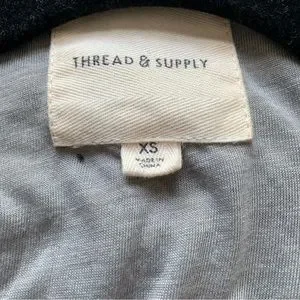 THREAD & SUPPLY
XS
MADE IN
CHINA